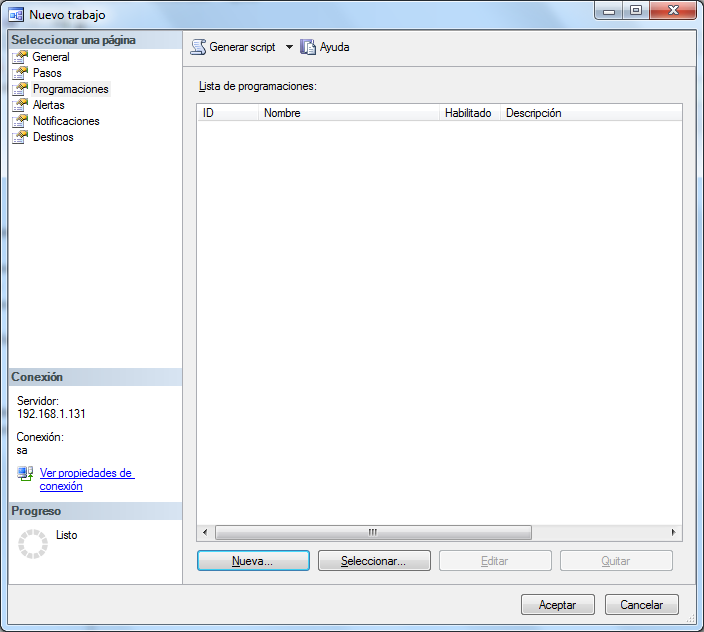 Nuevo trabajo
Seleccionar una página
General
Pasos
Programaciones
Alertas
Notificaciones
Destinos
Conexión
Servidor:
192.168.1.131
Conexión:
sa
Ver propiedades de
conexión
Progreso
Listo
Generar script
Ayuda
Lista de programaciones:
ID Nombre Habilitado Descripción
Nueva... Seleccionar... Editar Quitar
Aceptar Cancelar